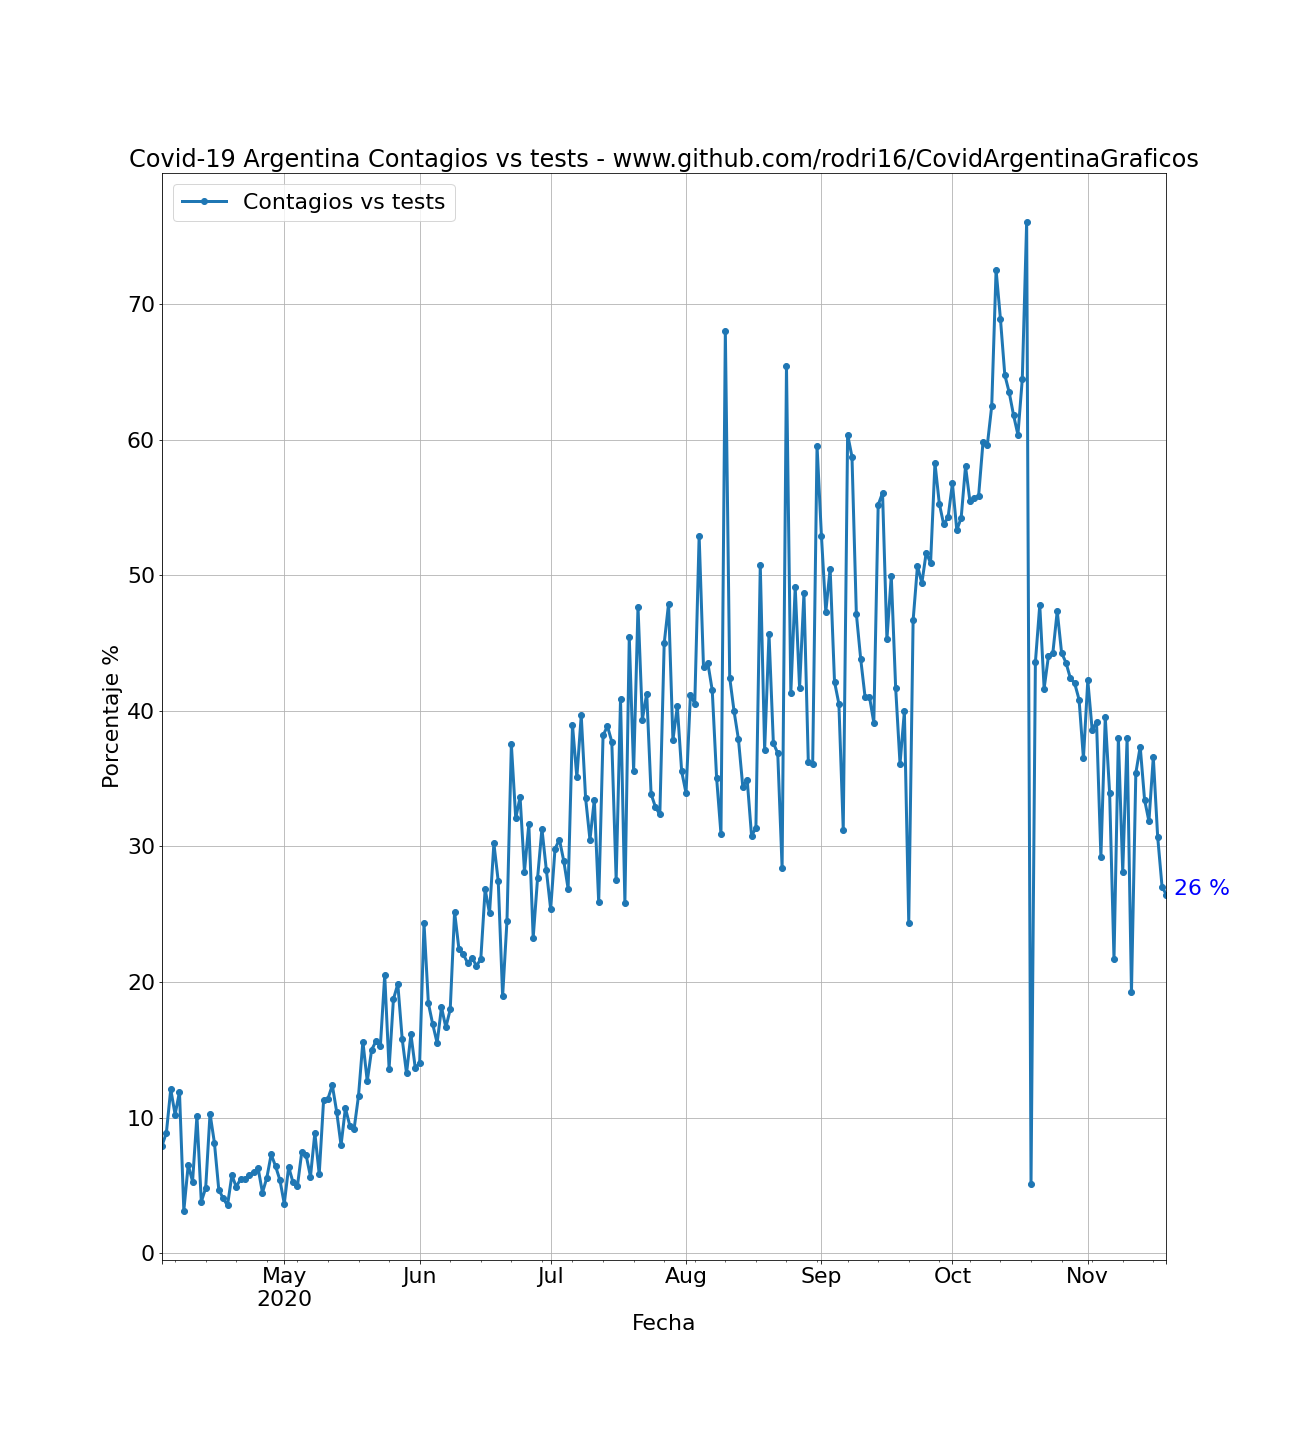 Covid-19 Argentina Contagios vs tests - www.github.com/rodri16/CovidArgentinaGraficos
Contagios vs tests
70
60
50
40
30
20
10
0
Porcentaje %
26 %
May Jun Jul Aug Sep Oct Nov
2020
Fecha